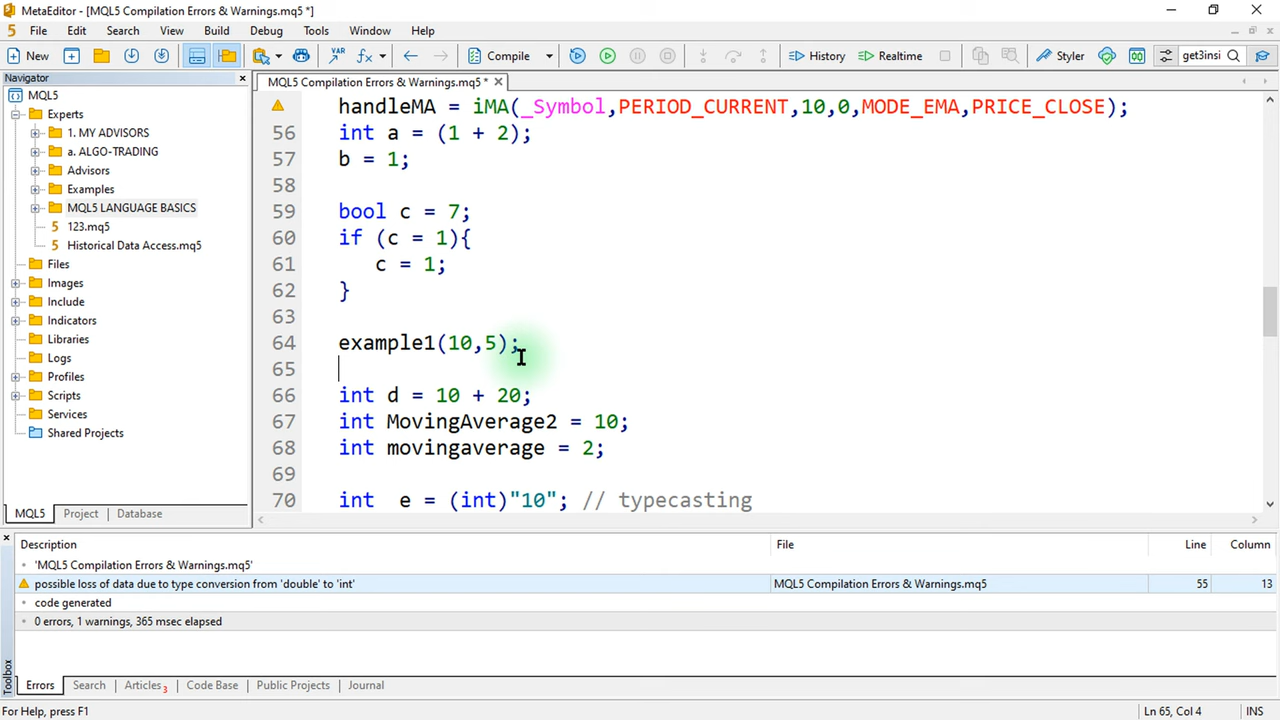 MetaEditor - [MQL5 Compilation Errors & Warnings.mq5 *]
5 File Edit Search View Build Debug Tools Window Help
New VAR fx Compile History Realtime Styler get3insi
Navigator
MQL5 Compilation Errors & Warnings.mq5 *
MQL5
Experts
1. MY ADVISORS
a. ALGO-TRADING
Advisors
Examples
MQL5 LANGUAGE BASICS
5 123.mq5
5 Historical Data Access.mq5
Files
Images
Include
Indicators
Libraries
Logs
Profiles
Scripts
Services
Shared Projects
MQL5 Project Database
handleMA = iMA(_Symbol,PERIOD_CURRENT,10,0,MODE_EMA,PRICE_CLOSE);
56 int a = (1 + 2);
57 b = 1;
58
59 bool c = 7;
60 if (c = 1){
61 c = 1;
62 }
63
64 example1(10,5);
65
66 int d = 10 + 20;
67 int MovingAverage2 = 10;
68 int movingaverage = 2;
69
70 int e = (int)"10"; // typecasting
Description File Line Column
'MQL5 Compilation Errors & Warnings.mq5'
possible loss of data due to type conversion from 'double' to 'int' MQL5 Compilation Errors & Warnings.mq5 55 13
code generated
0 errors, 1 warnings, 365 msec elapsed
Toolbox
Errors Search Articles 3 Code Base Public Projects Journal
For Help, press F1 Ln 65, Col 4 INS